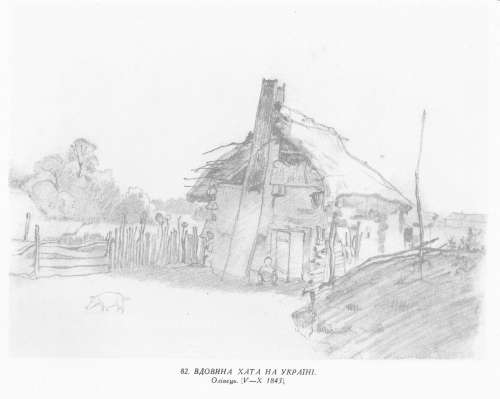 82. ВДОВИНА ХАТА НА УКРАЇНІ.
Олівець. [V—X 1843].